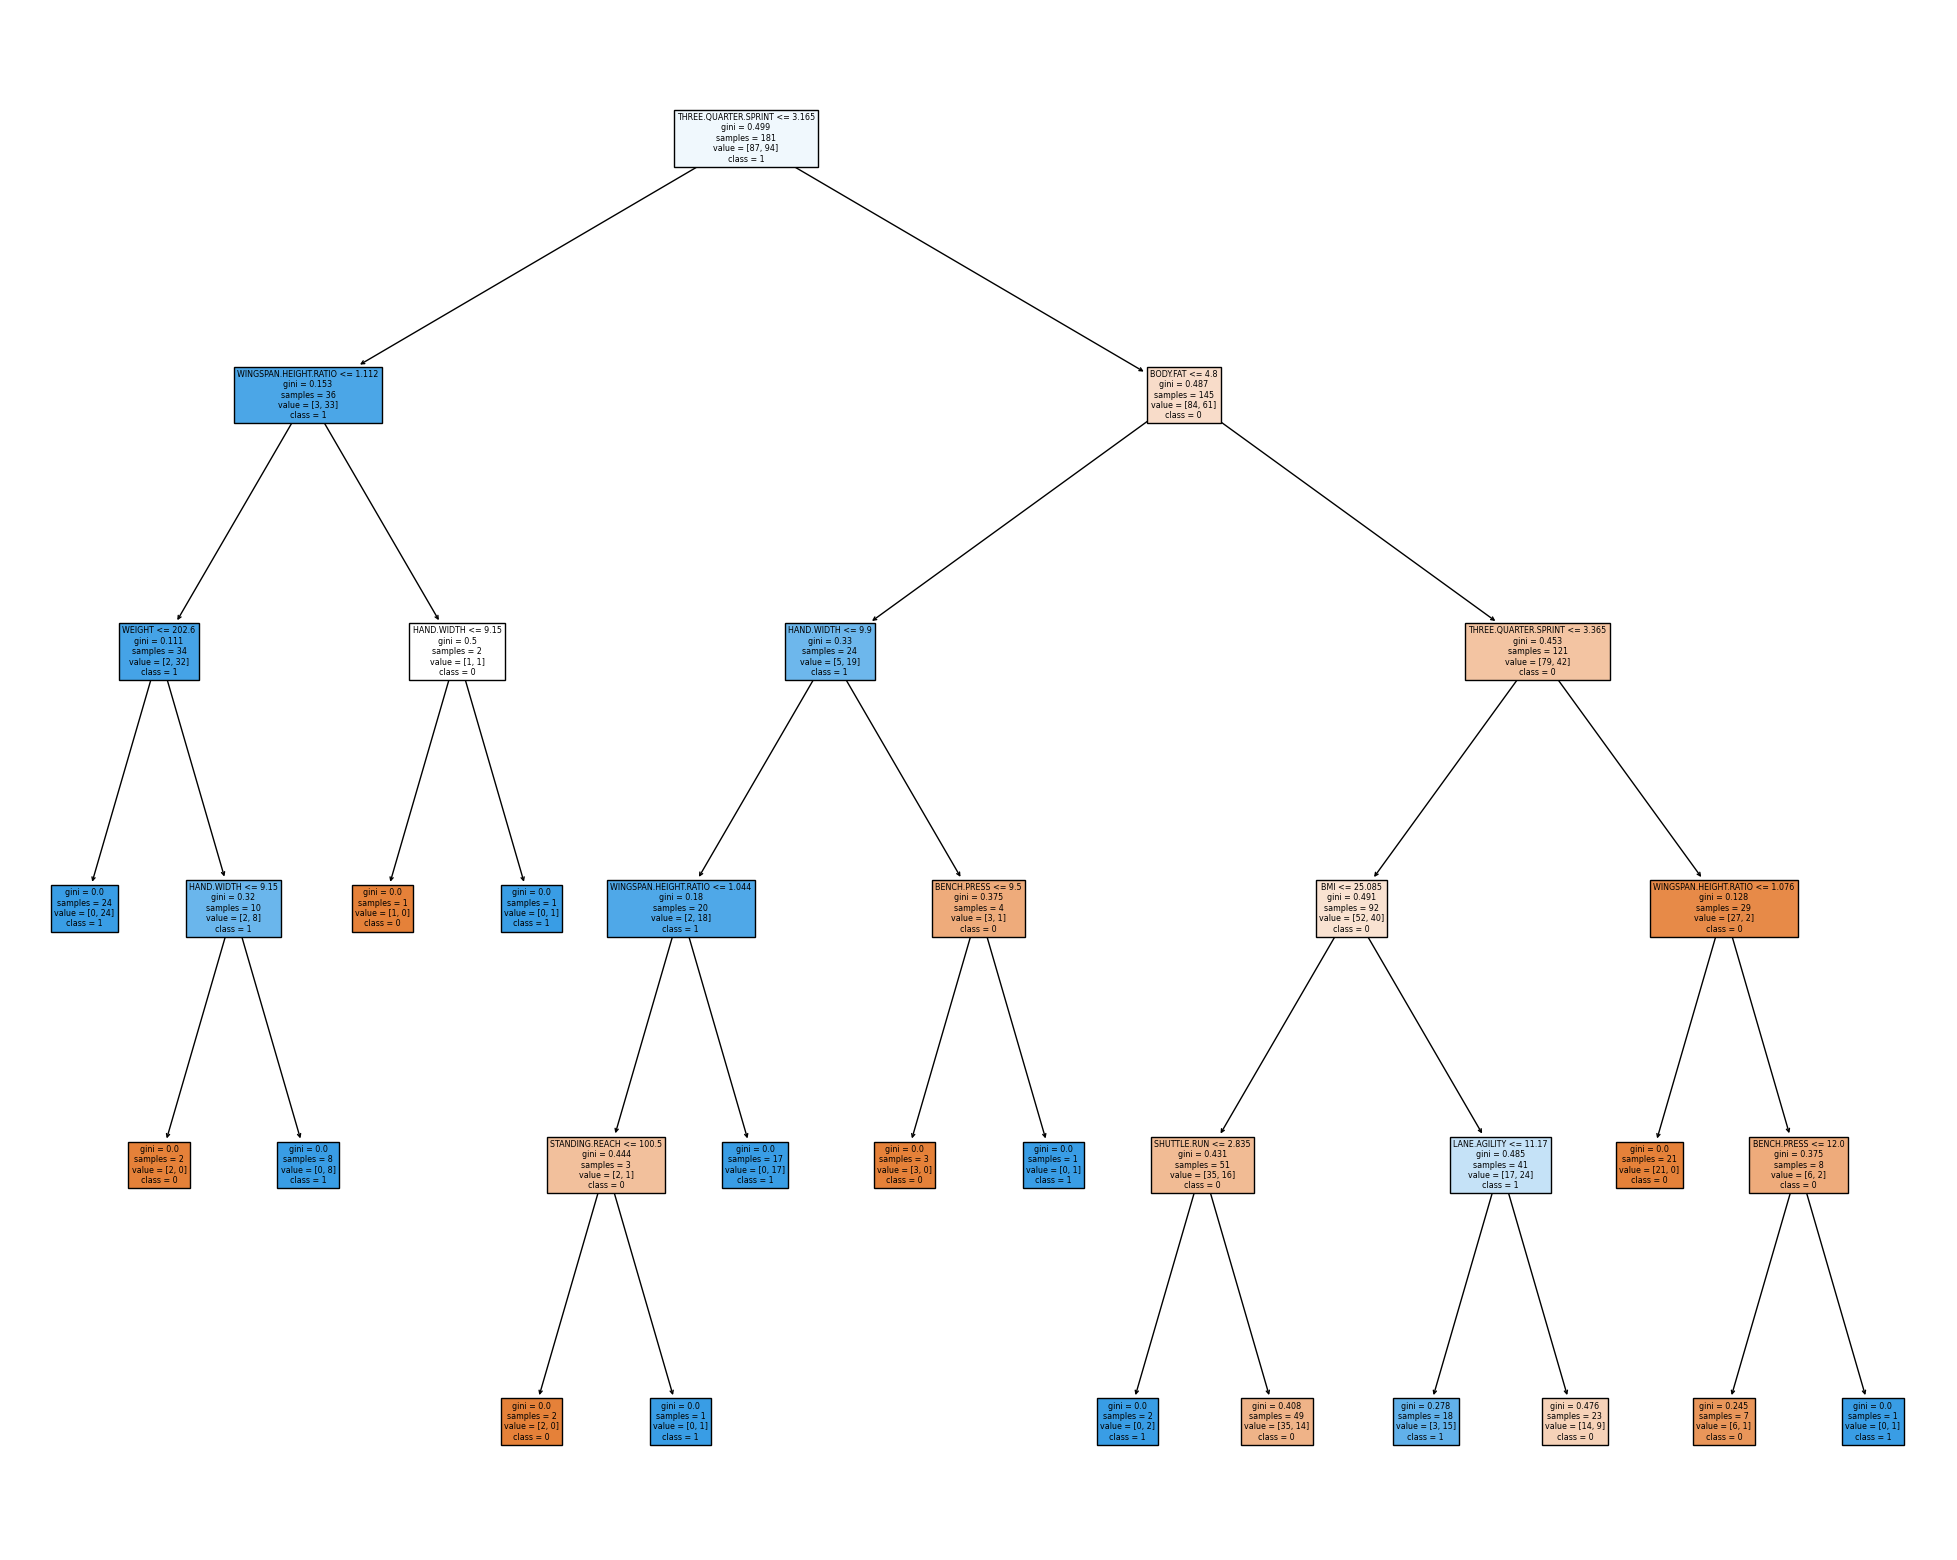 THREE.QUARTER.SPRINT <= 3.165
gini = 0.499
samples = 181
value = [87, 94]
class = 1
WINGSPAN.HEIGHT.RATIO <= 1.112
gini = 0.153
samples = 36
value = [3, 33]
class = 1
BODY.FAT <= 4.8
gini = 0.487
samples = 145
value = [84, 61]
class = 0
WEIGHT <= 202.6
gini = 0.111
samples = 34
value = [2, 32]
class = 1
HAND.WIDTH <= 9.15
gini = 0.5
samples = 2
value = [1, 1]
class = 0
HAND.WIDTH <= 9.9
gini = 0.33
samples = 24
value = [5, 19]
class = 1
THREE.QUARTER.SPRINT <= 3.365
gini = 0.453
samples = 121
value = [79, 42]
class = 0
gini = 0.0
samples = 24
value = [0, 24]
class = 1
HAND.WIDTH <= 9.15
gini = 0.32
samples = 10
value = [2, 8]
class = 1
gini = 0.0
samples = 1
value = [1, 0]
class = 0
gini = 0.0
samples = 1
value = [0, 1]
class = 1
WINGSPAN.HEIGHT.RATIO <= 1.044
gini = 0.18
samples = 20
value = [2, 18]
class = 1
BENCH.PRESS <= 9.5
gini = 0.375
samples = 4
value = [3, 1]
class = 0
BMI <= 25.085
gini = 0.491
samples = 92
value = [52, 40]
class = 0
WINGSPAN.HEIGHT.RATIO <= 1.076
gini = 0.128
samples = 29
value = [27, 2]
class = 0
gini = 0.0
samples = 2
value = [2, 0]
class = 0
gini = 0.0
samples = 8
value = [0, 8]
class = 1
STANDING.REACH <= 100.5
gini = 0.444
samples = 3
value = [2, 1]
class = 0
gini = 0.0
samples = 17
value = [0, 17]
class = 1
gini = 0.0
samples = 3
value = [3, 0]
class = 0
gini = 0.0
samples = 1
value = [0, 1]
class = 1
SHUTTLE.RUN <= 2.835
gini = 0.431
samples = 51
value = [35, 16]
class = 0
LANE.AGILITY <= 11.17
gini = 0.485
samples = 41
value = [17, 24]
class = 1
gini = 0.0
samples = 21
value = [21, 0]
class = 0
BENCH.PRESS <= 12.0
gini = 0.375
samples = 8
value = [6, 2]
class = 0
gini = 0.0
samples = 2
value = [2, 0]
class = 0
gini = 0.0
samples = 1
value = [0, 1]
class = 1
gini = 0.0
samples = 2
value = [0, 2]
class = 1
gini = 0.408
samples = 49
value = [35, 14]
class = 0
gini = 0.278
samples = 18
value = [3, 15]
class = 1
gini = 0.476
samples = 23
value = [14, 9]
class = 0
gini = 0.245
samples = 7
value = [6, 1]
class = 0
gini = 0.0
samples = 1
value = [0, 1]
class = 1